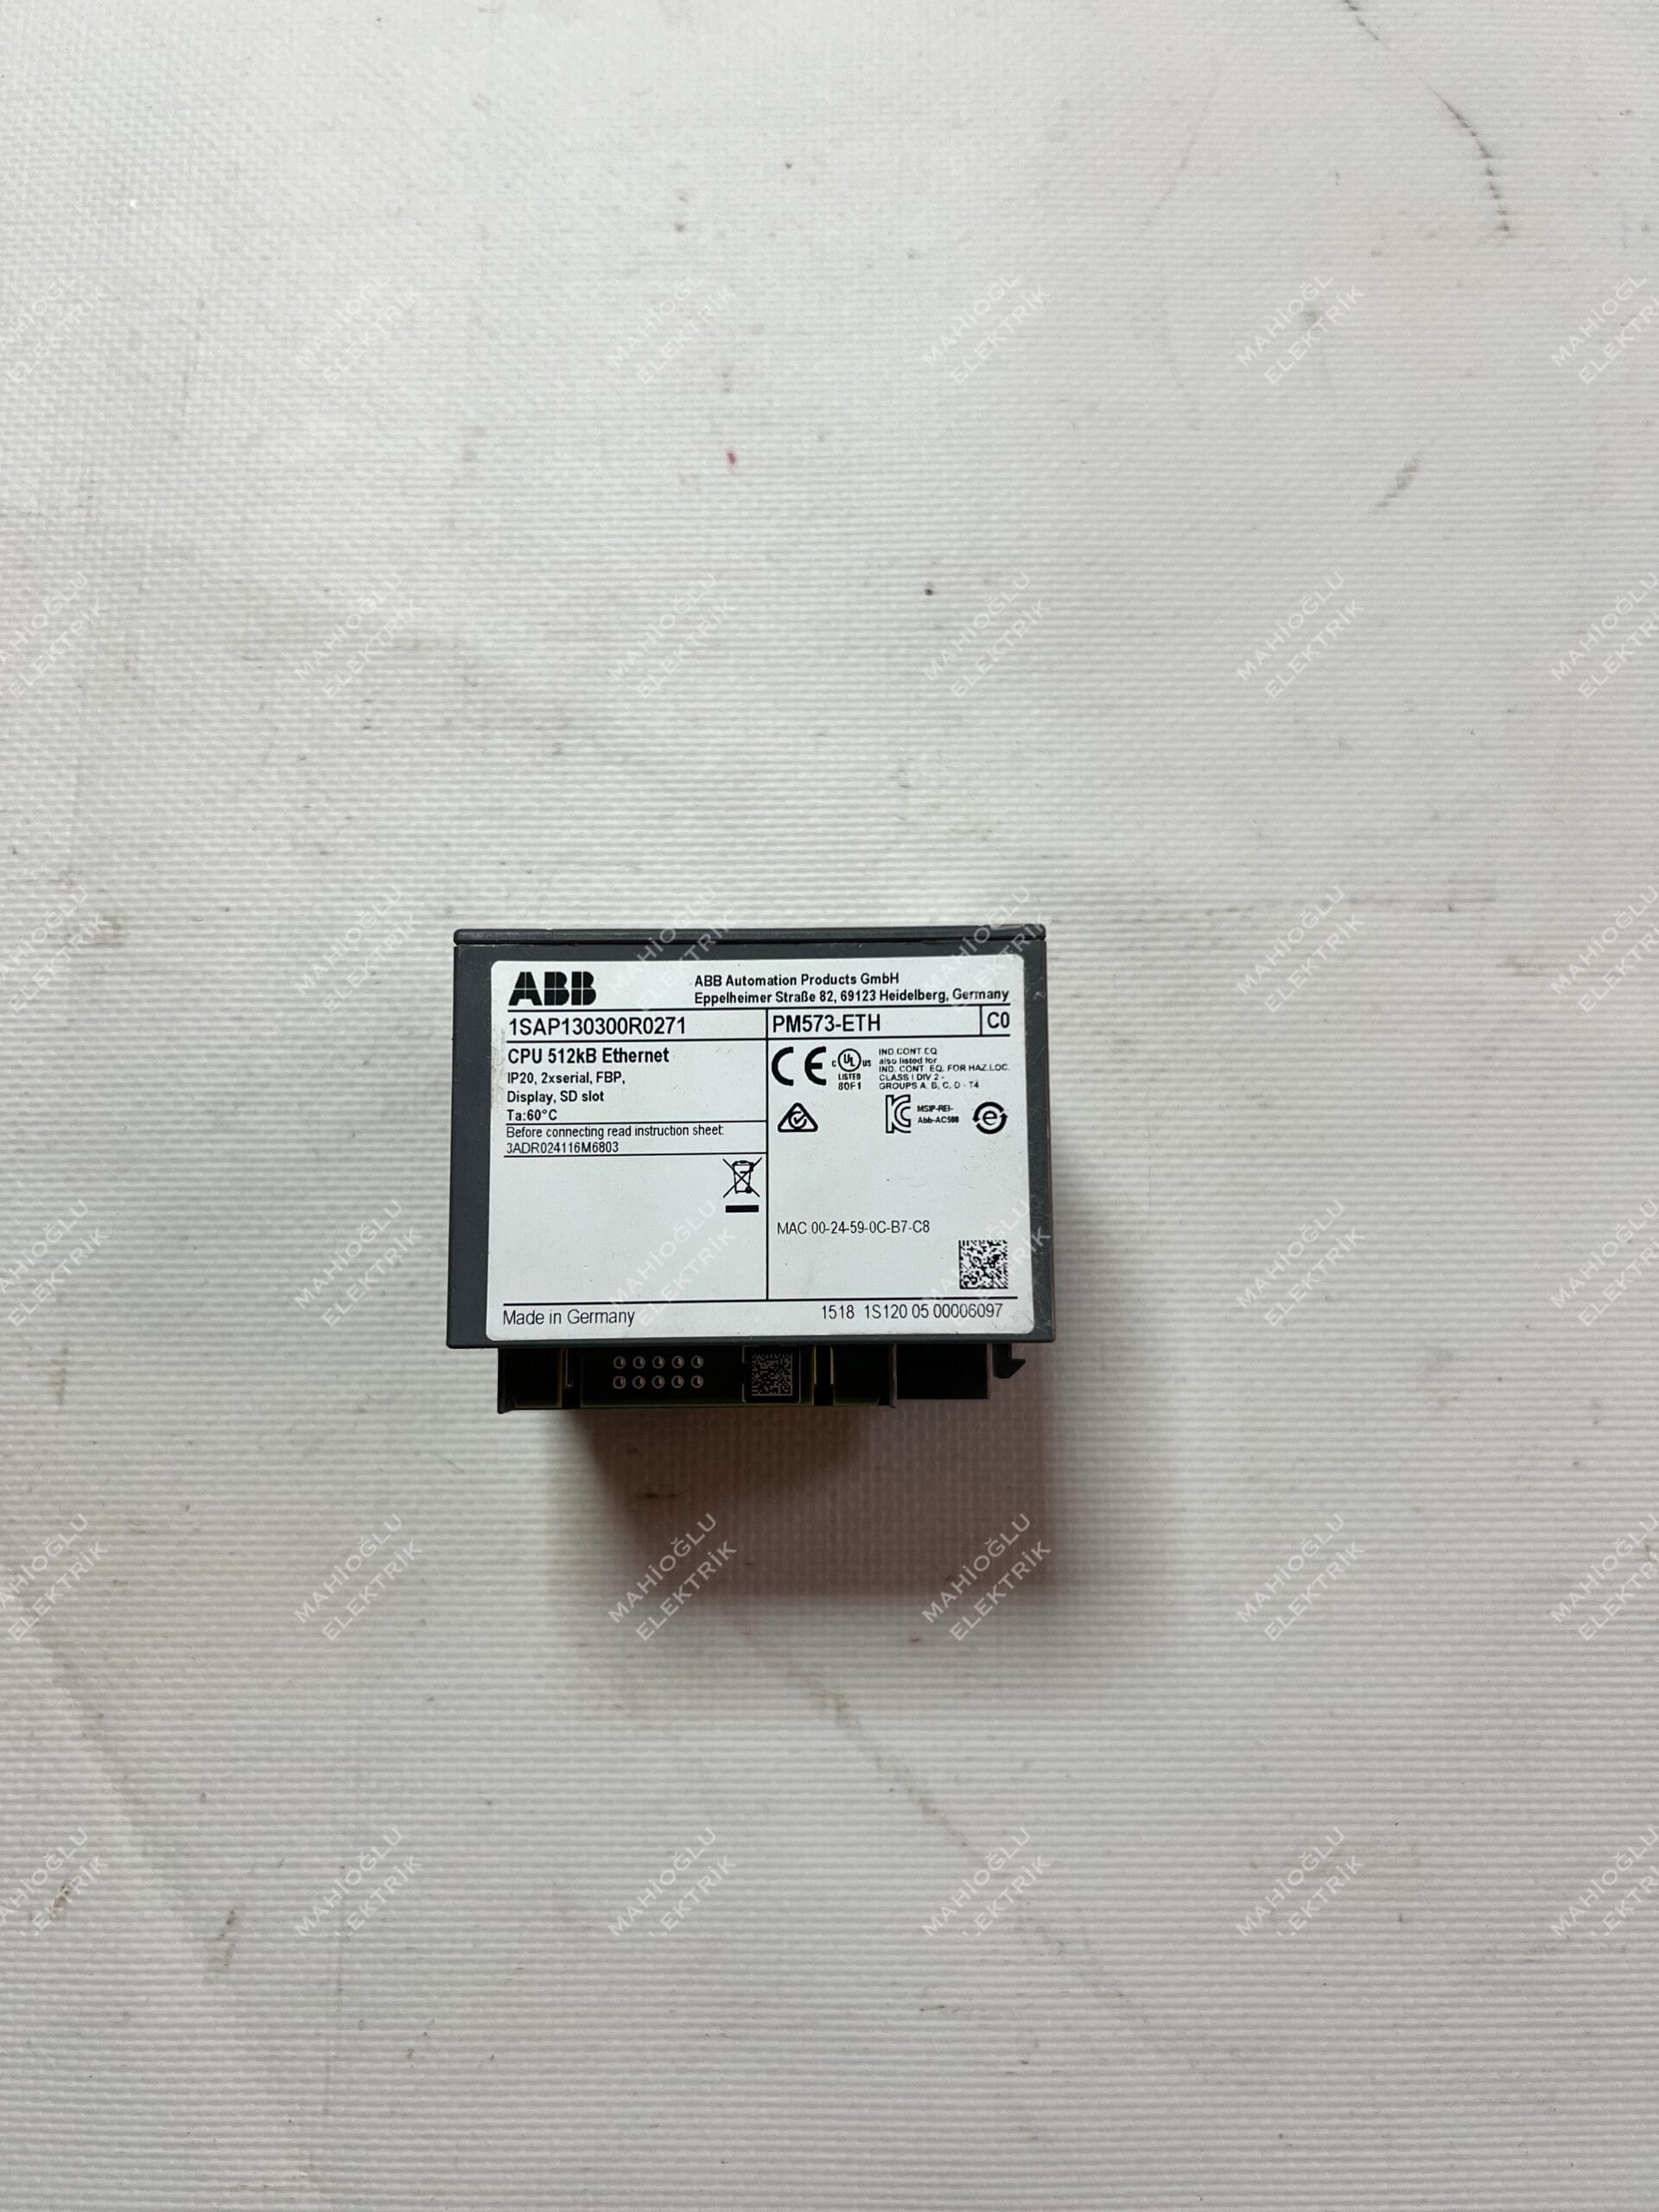 ABB
ABB Automation Products GmbH
Eppelheimer Straße 82, 69123 Heidelberg, Germany
1SAP130300R0271
PM573-ETH
C0
CPU 512kB Ethernet
IP20, 2xserial, FBP,
Display, SD slot
Ta:60°C
Before connecting read instruction sheet:
3ADR024116M6803
CE
c UL us
LISTED
80F1
IND.CONT.EQ
also listed for
IND. CONT. EQ. FOR HAZ.LOC.
CLASS I DIV 2 -
GROUPS A, B, C, D - T4
MSIP-REI-
Abb-AC500
MAC:00-24-59-0C-B7-C8
Made in Germany
1518 1S120 05 00006097
MAHİOĞLU
ELEKTRİK